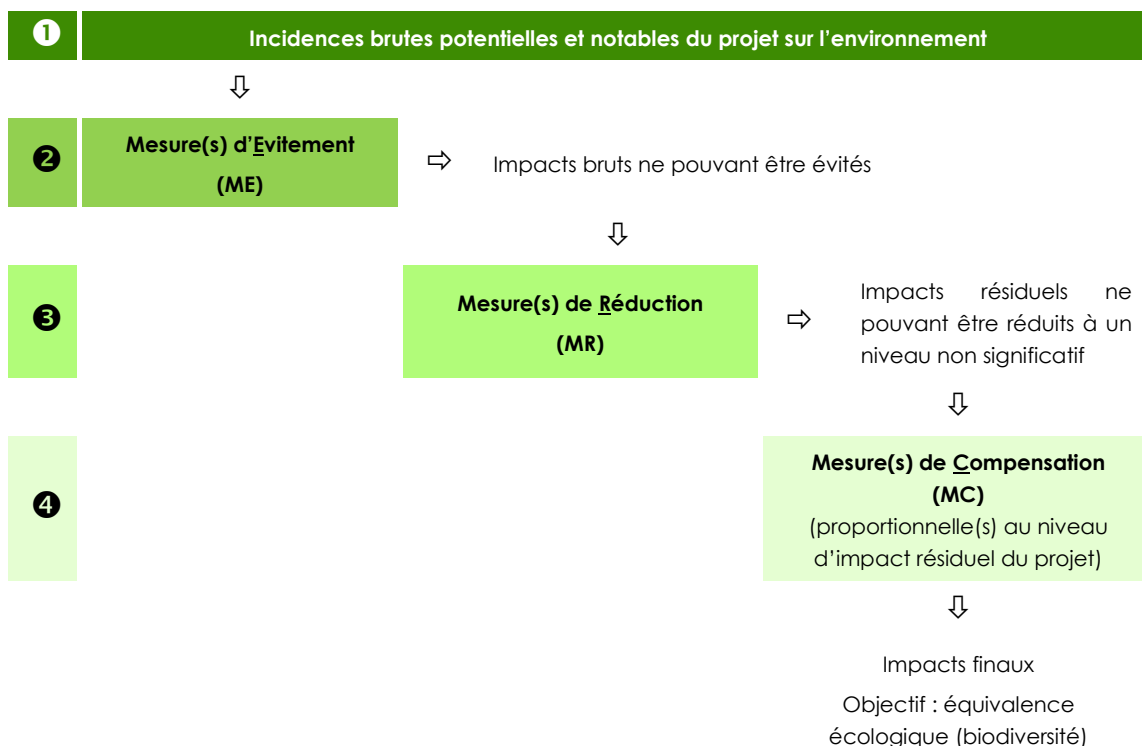 ❶ Incidences brutes potentielles et notables du projet sur l'environnement
❷ Mesure(s) d'Evitement
(ME)
Impacts bruts ne pouvant être évités
❸ Mesure(s) de Réduction
(MR)
Impacts résiduels ne
pouvant être réduits à un
niveau non significatif
❹ Mesure(s) de Compensation
(MC)
(proportionnelle(s) au niveau
d'impact résiduel du projet)
Impacts finaux
Objectif : équivalence
écologique (biodiversité)